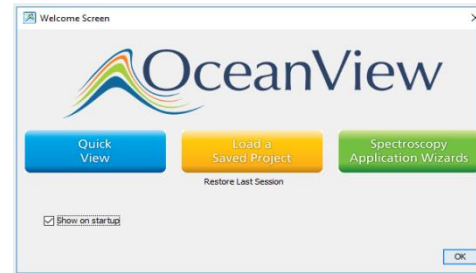 Welcome Screen
OceanView
Quick
View
Load a
Saved Project
Spectroscopy
Application Wizards
Restore Last Session
Show on startup
OK